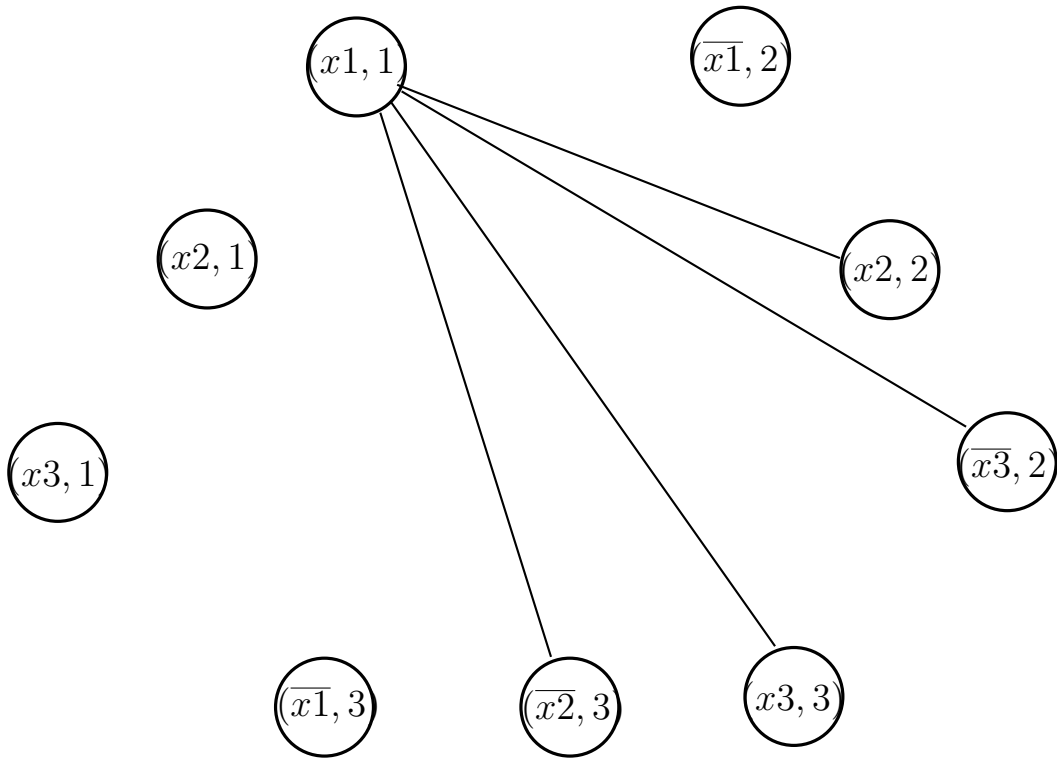 (x1, 1)
(x̅1̅, 2)
(x2, 1)
(x2, 2)
(x3, 1)
(x̅3̅, 2)
(x̅1̅, 3)
(x̅2̅, 3)
(x3, 3)